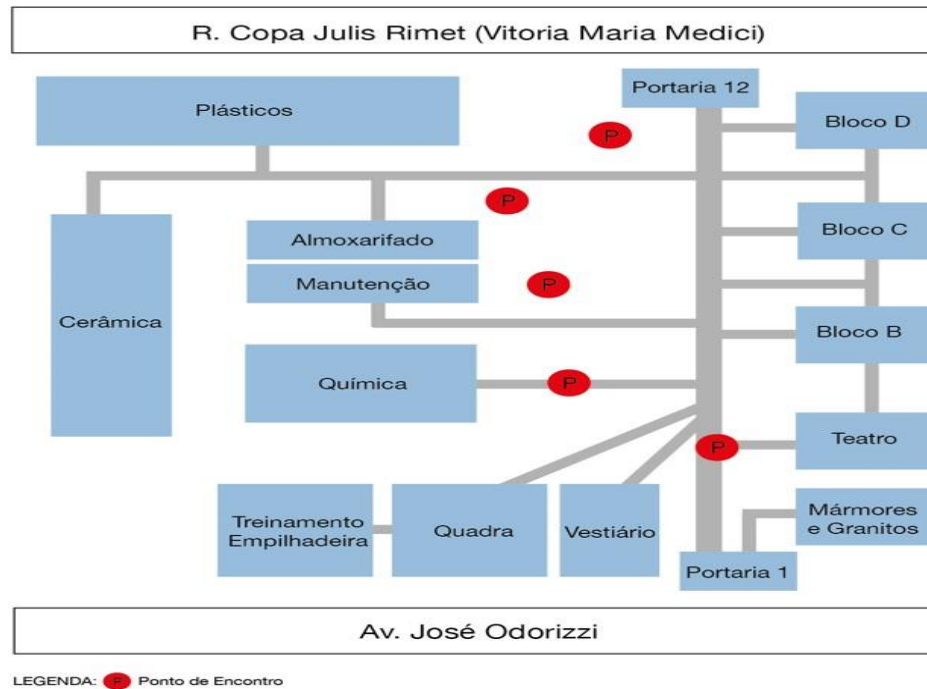 R. Copa Julis Rimet (Vitoria Maria Medici)
Portaria 12
Plásticos
Bloco D
P
P
Almoxarifado
Bloco C
Manutenção
P
Cerâmica
Bloco B
Química
P
Teatro
P
Treinamento
Empilhadeira
Quadra
Vestiário
Mármores
e Granitos
Portaria 1
Av. José Odorizzi
LEGENDA: P Ponto de Encontro